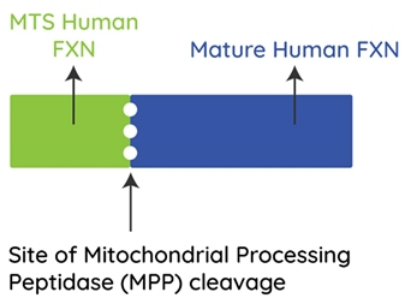 MTS Human
FXN
Mature Human FXN
Site of Mitochondrial Processing
Peptidase (MPP) cleavage